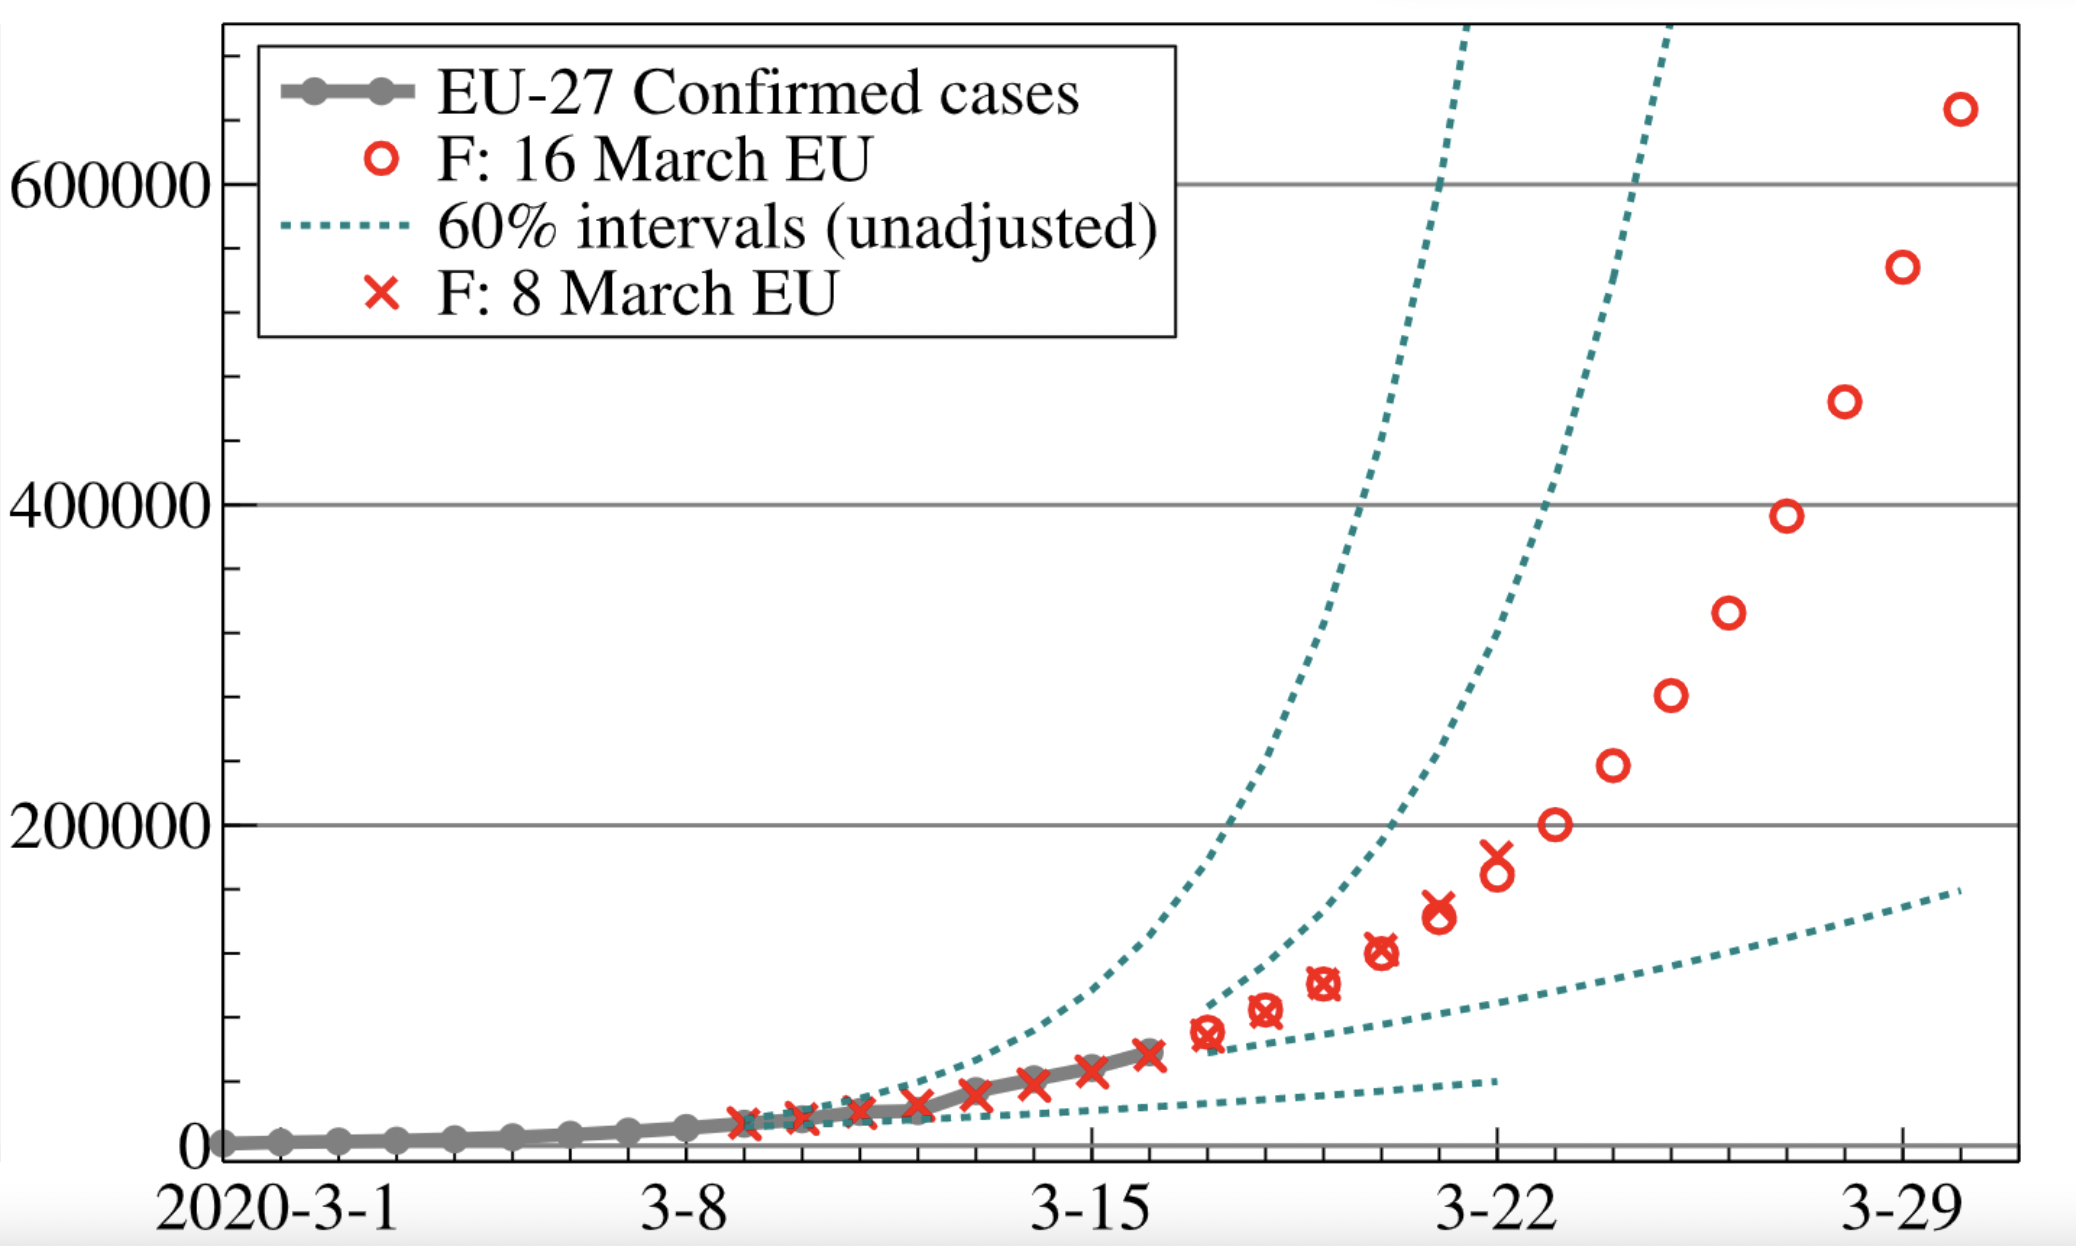 EU-27 Confirmed cases
F: 16 March EU
60% intervals (unadjusted)
F: 8 March EU
600000
400000
200000
0
2020-3-1 3-8 3-15 3-22 3-29